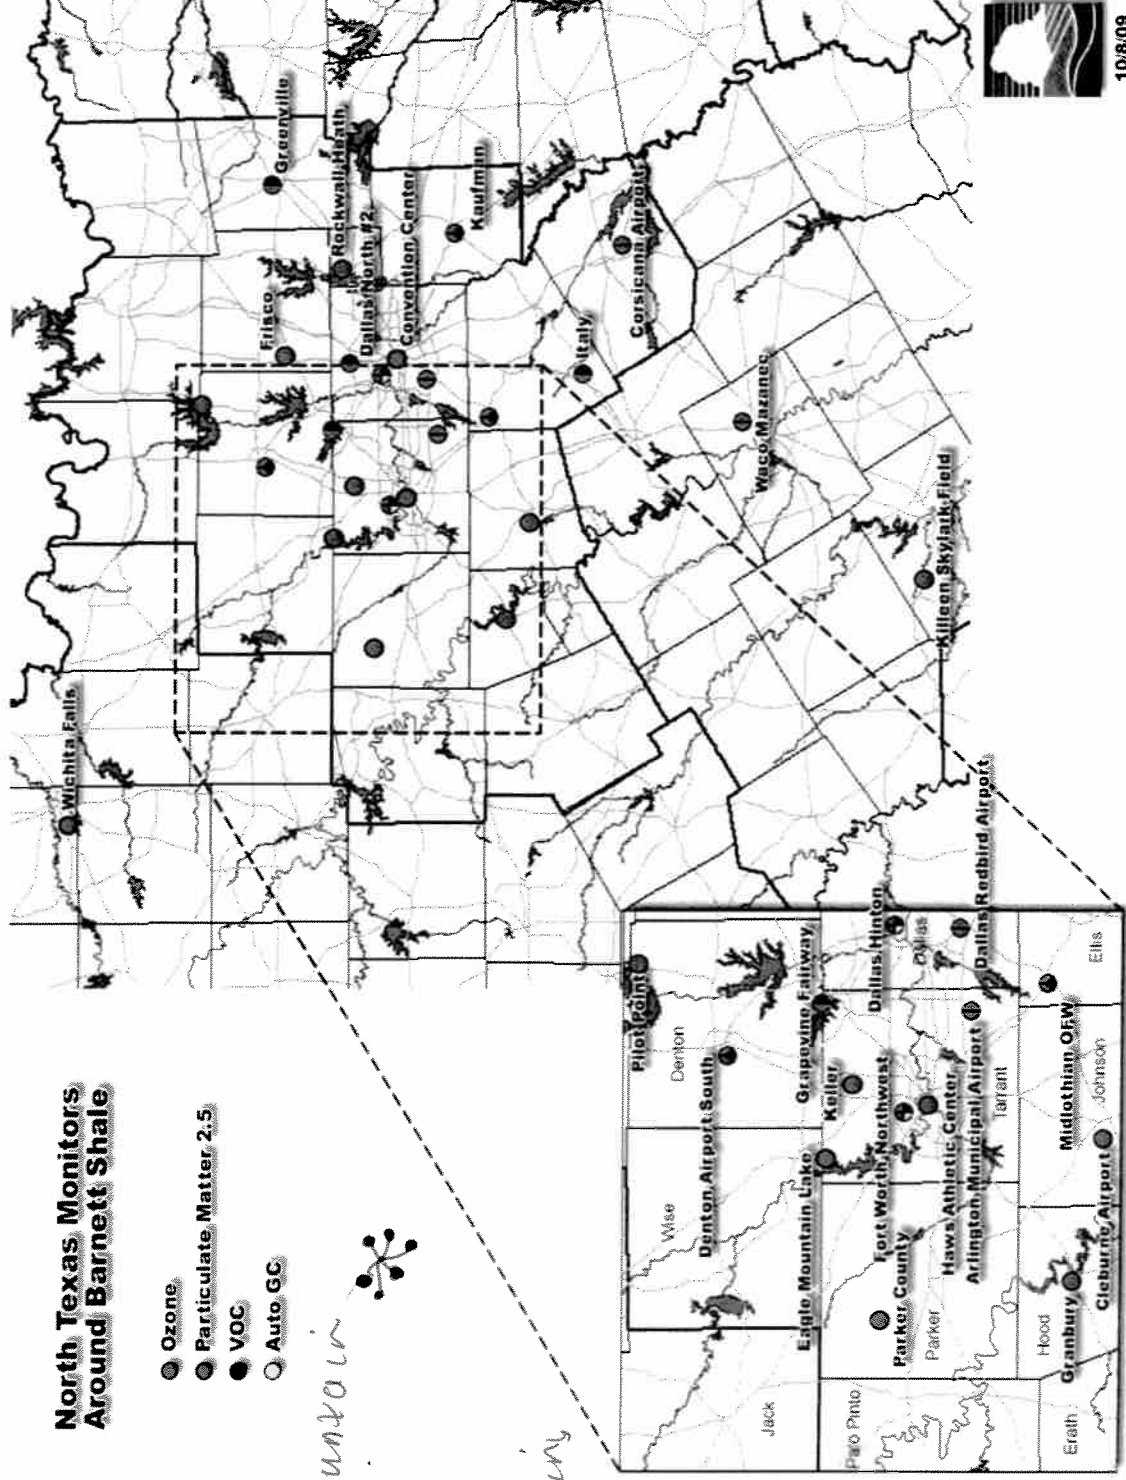 North Texas Monitors
Around Barnett Shale
Ozone
Particulate Matter 2.5
VOC
Auto GC
Wichita Falls
Greenville
Frisco
Rockwall Heath
Dallas North #2
Convention Center
Kaufman
Corsicana Airport
Italy
Waco Mazanec
Killeen Skylark Field
Pilot Point
Denton
Wise
Denton Airport South
Jack
Grapevine Fairway
Keller
Eagle Mountain Lake
Dallas Hinton
Dallas
Fort Worth Northwest
Haws Athletic Center
Arlington Municipal Airport
Dallas Redbird Airport
Parker County
Parker
Palo Pinto
Tarrant
Ellis
Midlothian OFW
Johnson
Cleburne Airport
Hood
Granbury
Erath
10/8/09